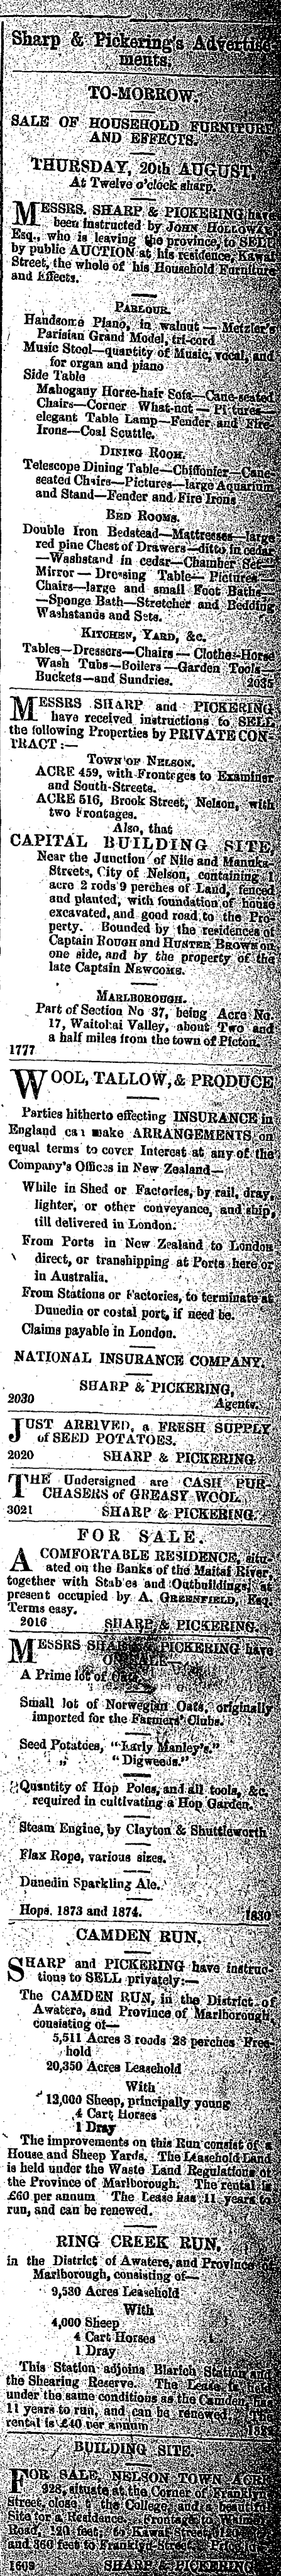 Sharp & Pickering's Advertise-
ments.
TO-MORROW.
SALE OF HOUSEHOLD FURNITURE
AND EFFECTS.
THURSDAY, 20th AUGUST,
At Twelve o'clock sharp.
MESSRS. SHARP & PICKERING have
been instructed by JOHN HOLLOWAY,
Esq., who is leaving the province, to SELL
by public AUCTION at his residence, Kawai
Street, the whole of his Household Furniture
and Effects.
PARLOUR.
Handsome Piano, in walnut — Metzler's
Parisian Grand Model, tri-cord
Music Stool—quantity of Music, vocal, and
for organ and piano
Side Table
Mahogany Horse-hair Sofa—Cane-seated
Chairs—Corner What-not — Pictures—
elegant Table Lamp—Fender and Fire-
Irons—Coal Scuttle.
DINING ROOM.
Telescope Dining Table—Chiffonier—Cane-
seated Chairs—Pictures—large Aquarium
and Stand—Fender and Fire Irons
BED ROOMS.
Double Iron Bedstead—Mattresses—large
red pine Chest of Drawers—ditto in cedar
—Washstand in cedar—Chamber Set—
Mirror — Dressing Table— Pictures—
Chairs—large and small Foot Baths—
—Sponge Bath—Stretcher and Bedding
Washstands and Sets.
KITCHEN, YARD, &c.
Tables—Dressers—Chairs — Clothes-Horse
Wash Tubs—Boilers—Garden Tools—
Buckets—and Sundries. 2035
MESSRS SHARP and PICKERING
have received instructions to SELL
the following Properties by PRIVATE CON-
TRACT :—
TOWN OF NELSON.
ACRE 459, with Frontages to Examiner
and South-Streets.
ACRE 516, Brook Street, Nelson, with
two Frontages.
Also, that
CAPITAL BUILDING SITE,
Near the Junction of Nile and Manuka-
Streets, City of Nelson, containing 1
acre 2 rods 9 perches of Land, fenced
and planted, with foundation of house
excavated, and good road to the Pro-
perty. Bounded by the residences of
Captain ROUGH and HUNTER BROWN on
one side, and by the property of the
late Captain NEWCOME.
MARLBOROUGH.
Part of Section No 37, being Acre No.
17, Waitohai Valley, about Two and
a half miles from the town of Picton.
1777
WOOL, TALLOW, & PRODUCE
Parties hitherto effecting INSURANCE in
England can make ARRANGEMENTS on
equal terms to cover Interest at any of the
Company's Offices in New Zealand—
While in Shed or Factories, by rail, dray,
lighter, or other conveyance, and ship,
till delivered in London.
From Ports in New Zealand to London
direct, or transhipping at Ports here or
in Australia.
From Stations or Factories, to terminate at
Dunedin or costal port, if need be.
Claims payable in London.
NATIONAL INSURANCE COMPANY.
SHARP & PICKERING,
2030 Agents.
JUST ARRIVED, a FRESH SUPPLY
of SEED POTATOES.
2020 SHARP & PICKERING
THE Undersigned are CASH PUR-
CHASERS of GREASY WOOL.
3021 SHARP & PICKERING.
FOR SALE.
A COMFORTABLE RESIDENCE, situ-
ated on the Banks of the Maitai River,
together with Stables and Outbuildings, at
present occupied by A. GREENFIELD, Esq.
Terms easy.
2016 SHARP & PICKERING.
MESSRS SHARP & PICKERING have
ON SALE—
A Prime lot of Oats
Small lot of Norwegian Oats, originally
imported for the Farmers' Clubs.
Seed Potatoes, "Early Manley's."
" „ "Digweeds."
Quantity of Hop Poles, and all tools, &c.
required in cultivating a Hop Garden.
Steam Engine, by Clayton & Shuttleworth
Flax Rope, various sizes.
Dunedin Sparkling Ale.
Hops, 1873 and 1874. 1830
CAMDEN RUN.
SHARP and PICKERING have instruc-
tions to SELL privately:—
The CAMDEN RUN, in the District of
Awatere, and Province of Marlborough,
consisting of—
5,511 Acres 3 roods 28 perches Free-
hold
20,350 Acres Leasehold
With
13,000 Sheep, principally young
4 Cart Horses
1 Dray
The improvements on this Run consist of a
House and Sheep Yards. The Leasehold Land
is held under the Waste Land Regulations of
the Province of Marlborough. The rental is
£60 per annum The Lease has 11 years to
run, and can be renewed.
RING CREEK RUN,
in the District of Awatere, and Province of
Marlborough, consisting of—
9,530 Acres Leasehold
With
4,000 Sheep
4 Cart Horses
1 Dray
This Station adjoins Blarich Station and
the Shearing Reserve. The Lease is held
under the same conditions as the Camden, has
11 years to run, and can be renewed. The
rental is £40 per annum
BUILDING SITE.
FOR SALE, NELSON TOWN ACRE
928, situate at the Corner of Franklyn
Street, close to the College, and a beautiful
Site for a Residence. Frontage to Waimea
Road, 120 feet; to Kawai Street
and 360 feet to Franklyn-Street.
1609 SHARP & PICKERING